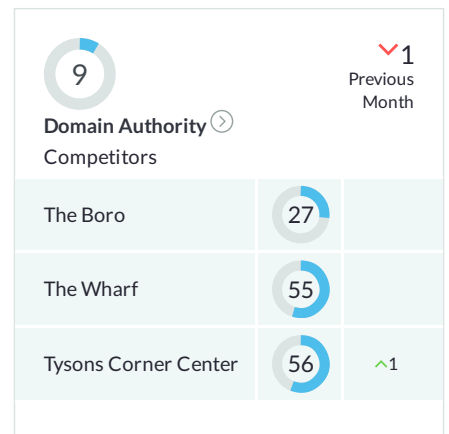 9
1
Previous
Month
Domain Authority
Competitors
The Boro 27
The Wharf 55
Tysons Corner Center 56 1